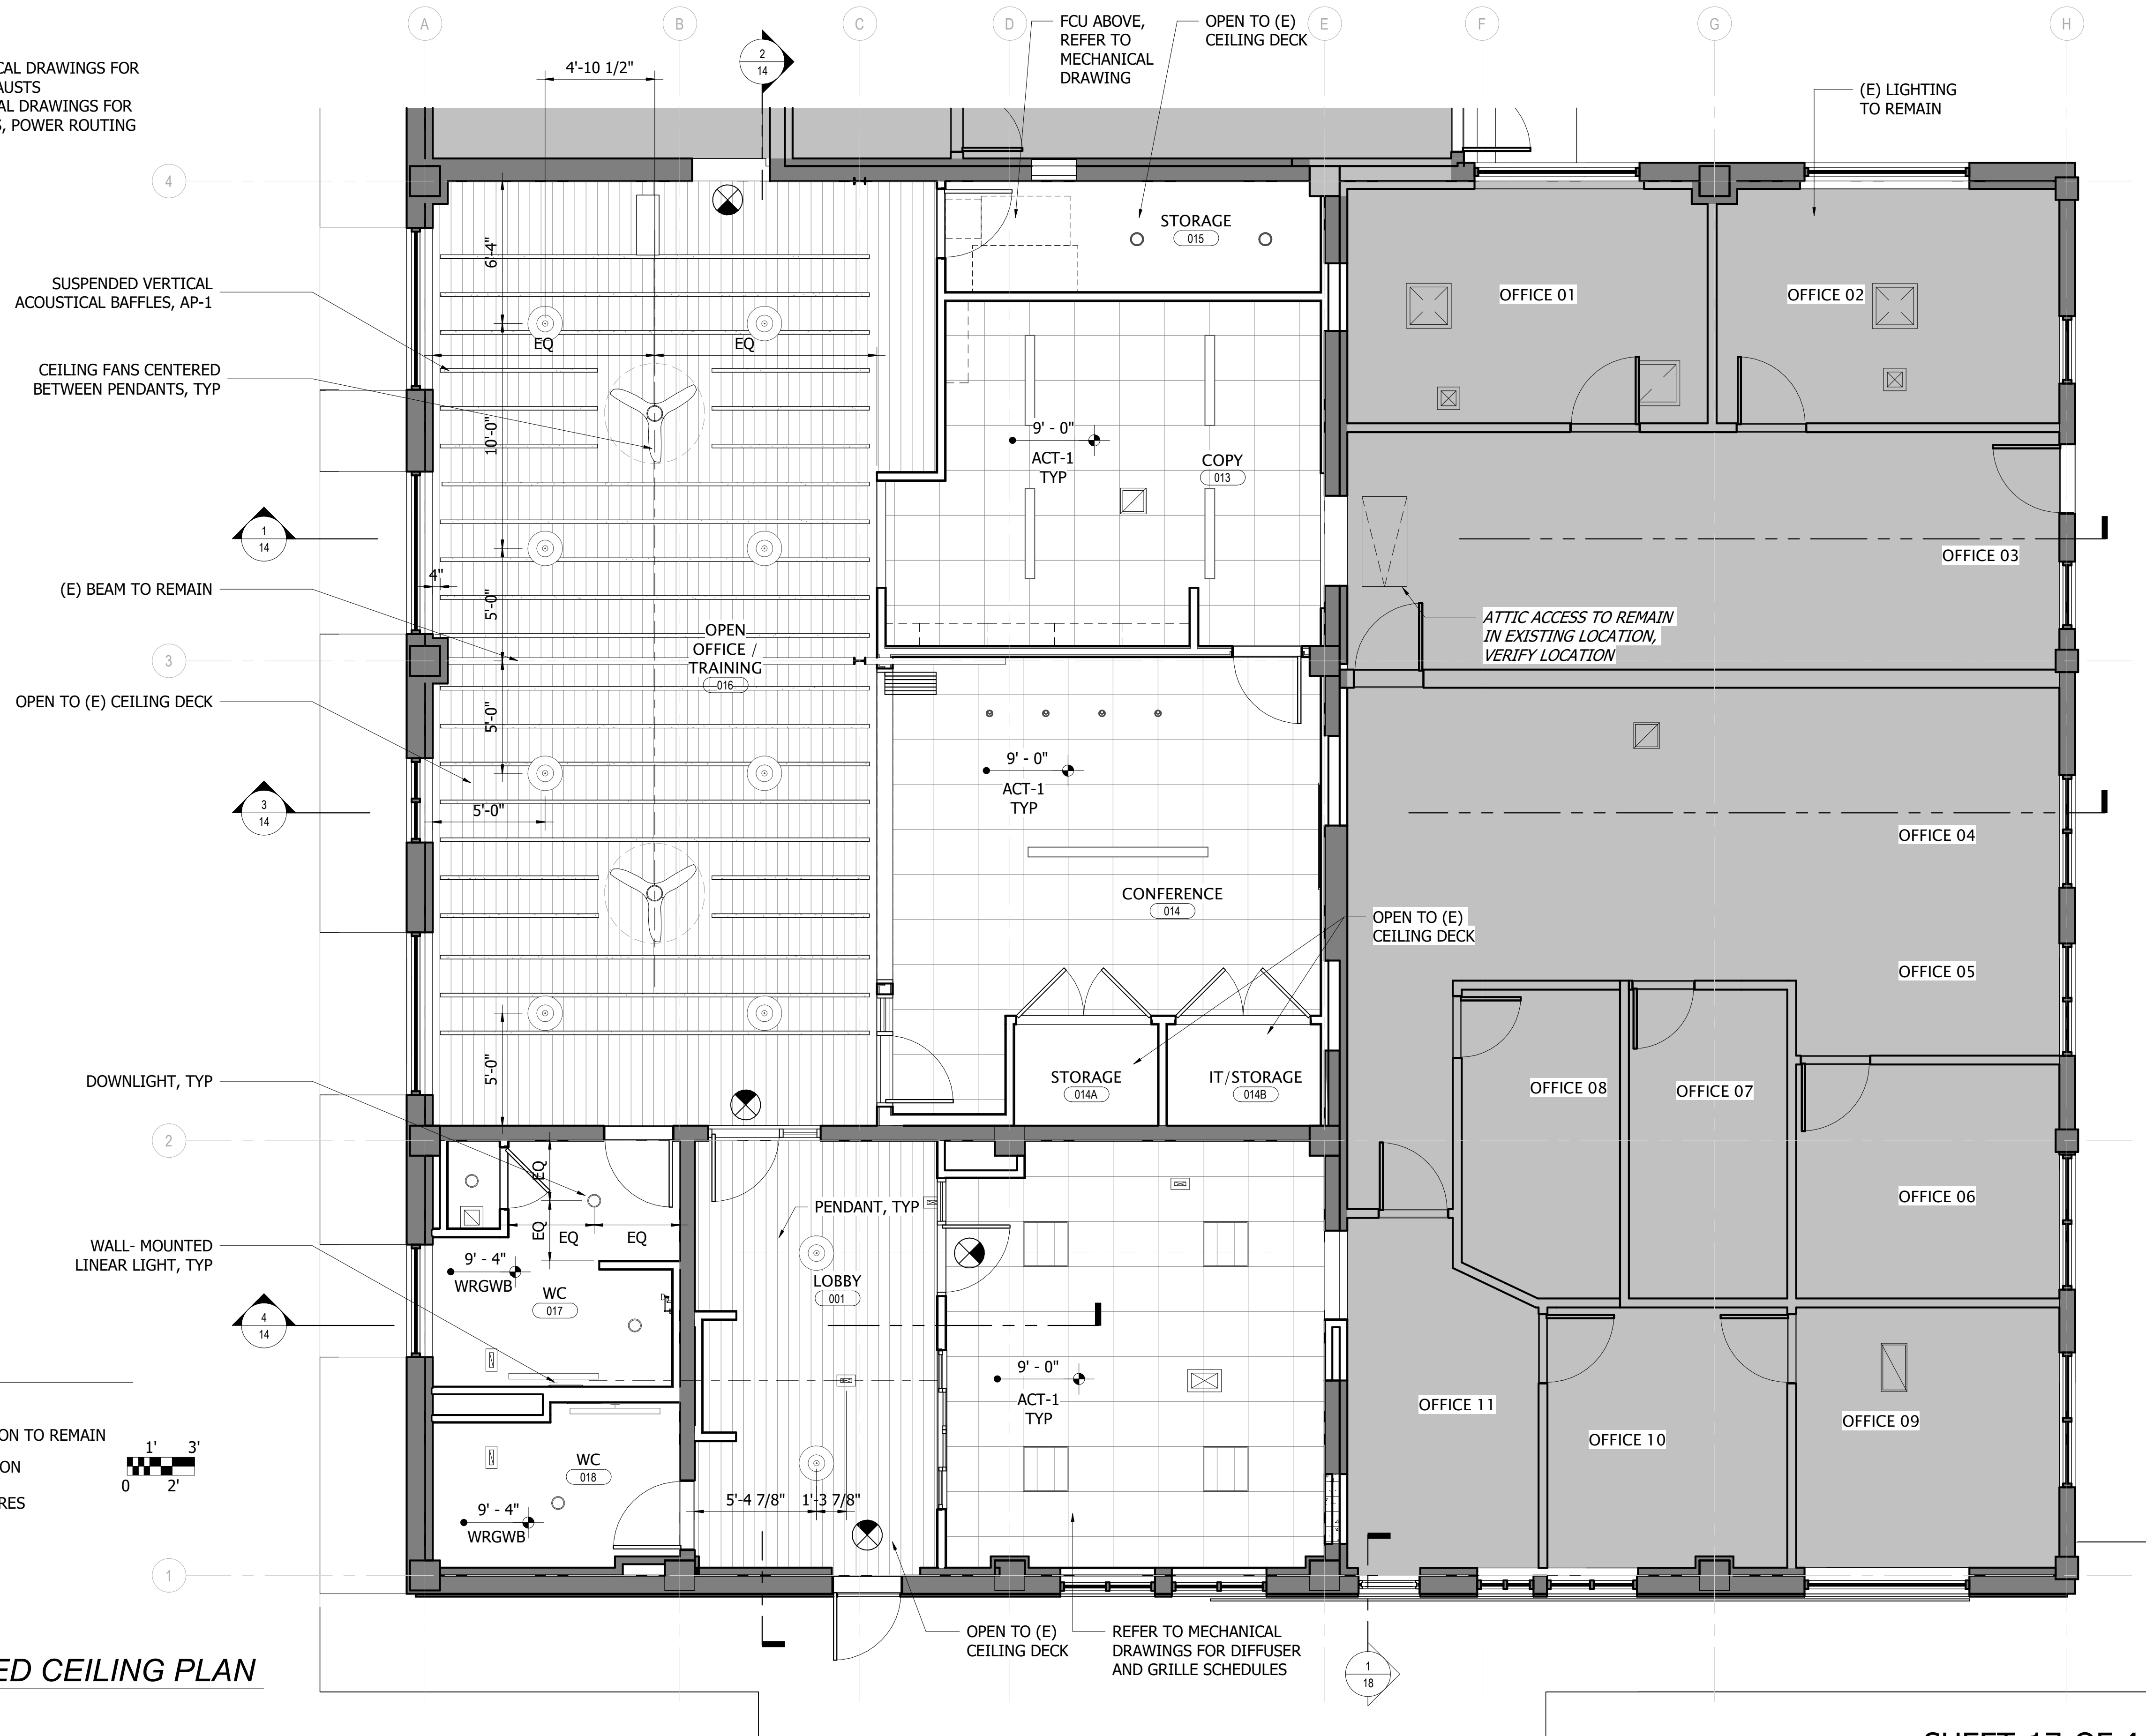 A
B
C
D
E
F
G
H
FCU ABOVE,
REFER TO
MECHANICAL
DRAWING
OPEN TO (E)
CEILING DECK
2
14
4'-10 1/2"
DRAWINGS FOR
DRAWINGS FOR
POWER ROUTING
(E) LIGHTING
TO REMAIN
4
STORAGE
015
6'-4"
SUSPENDED VERTICAL
ACOUSTICAL BAFFLES, AP-1
OFFICE 01
OFFICE 02
EQ
EQ
CEILING FANS CENTERED
BETWEEN PENDANTS, TYP
10'-0"
9' - 0"
ACT-1
TYP
COPY
013
1
14
OFFICE 03
4"
(E) BEAM TO REMAIN
5'-0"
ATTIC ACCESS TO REMAIN
IN EXISTING LOCATION,
VERIFY LOCATION
OPEN
OFFICE /
TRAINING
016
3
OPEN TO (E) CEILING DECK
5'-0"
9' - 0"
ACT-1
TYP
3
14
5'-0"
OFFICE 04
CONFERENCE
014
OPEN TO (E)
CEILING DECK
OFFICE 05
5'-0"
DOWNLIGHT, TYP
STORAGE
014A
IT/STORAGE
014B
OFFICE 08
OFFICE 07
2
EQ
EQ
EQ
EQ
PENDANT, TYP
OFFICE 06
WALL- MOUNTED
LINEAR LIGHT, TYP
9' - 4"
WRGWB
WC
017
LOBBY
001
4
14
9' - 0"
ACT-1
TYP
OFFICE 11
OFFICE 10
OFFICE 09
TO REMAIN
1'
3'
0
2'
WC
018
9' - 4"
WRGWB
5'-4 7/8"
1'-3 7/8"
1
OPEN TO (E)
CEILING DECK
REFER TO MECHANICAL
DRAWINGS FOR DIFFUSER
AND GRILLE SCHEDULES
1
18
CEILING PLAN